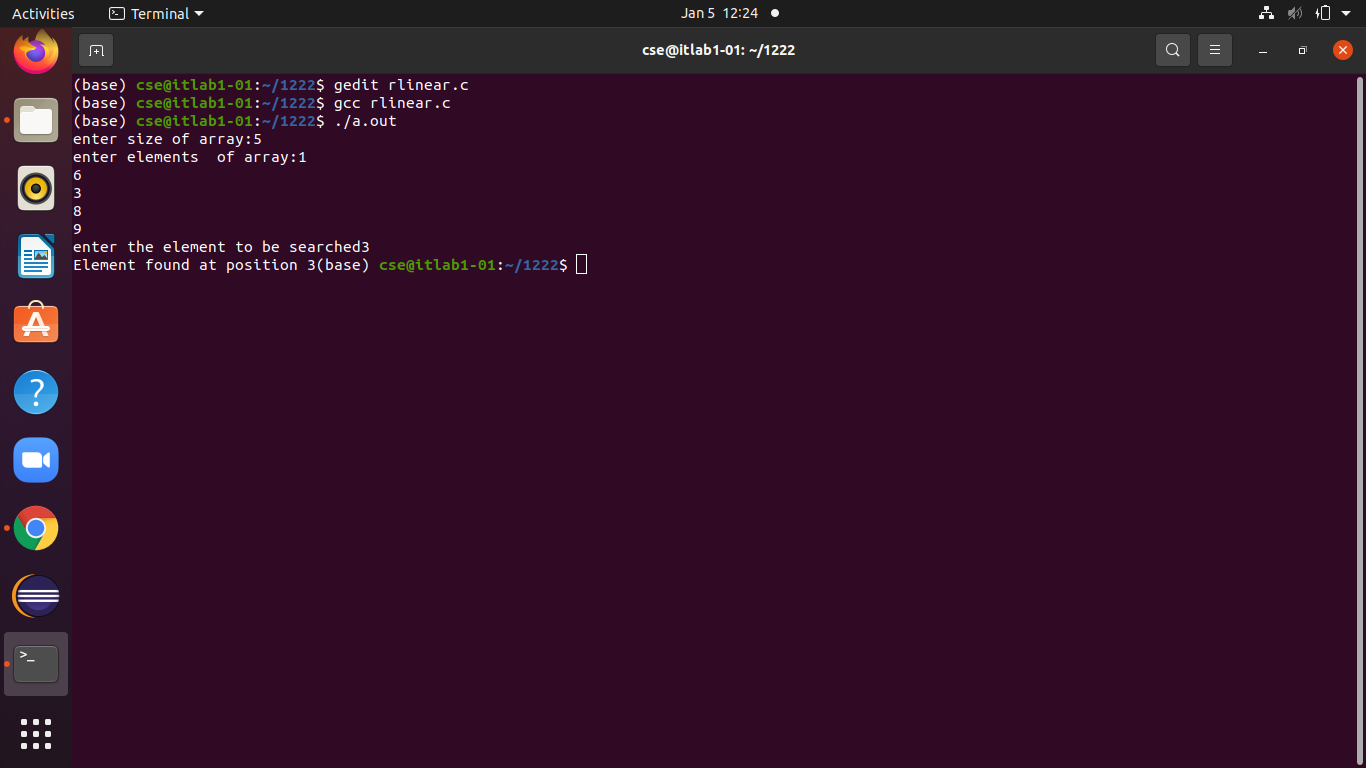 Activities
Terminal
Jan 5 12:24
cse@itlab1-01: ~/1222
(base) cse@itlab1-01:~/1222$ gedit rlinear.c
(base) cse@itlab1-01:~/1222$ gcc rlinear.c
(base) cse@itlab1-01:~/1222$ ./a.out
enter size of array:5
enter elements  of array:1
6
3
8
9
enter the element to be searched3
Element found at position 3(base) cse@itlab1-01:~/1222$